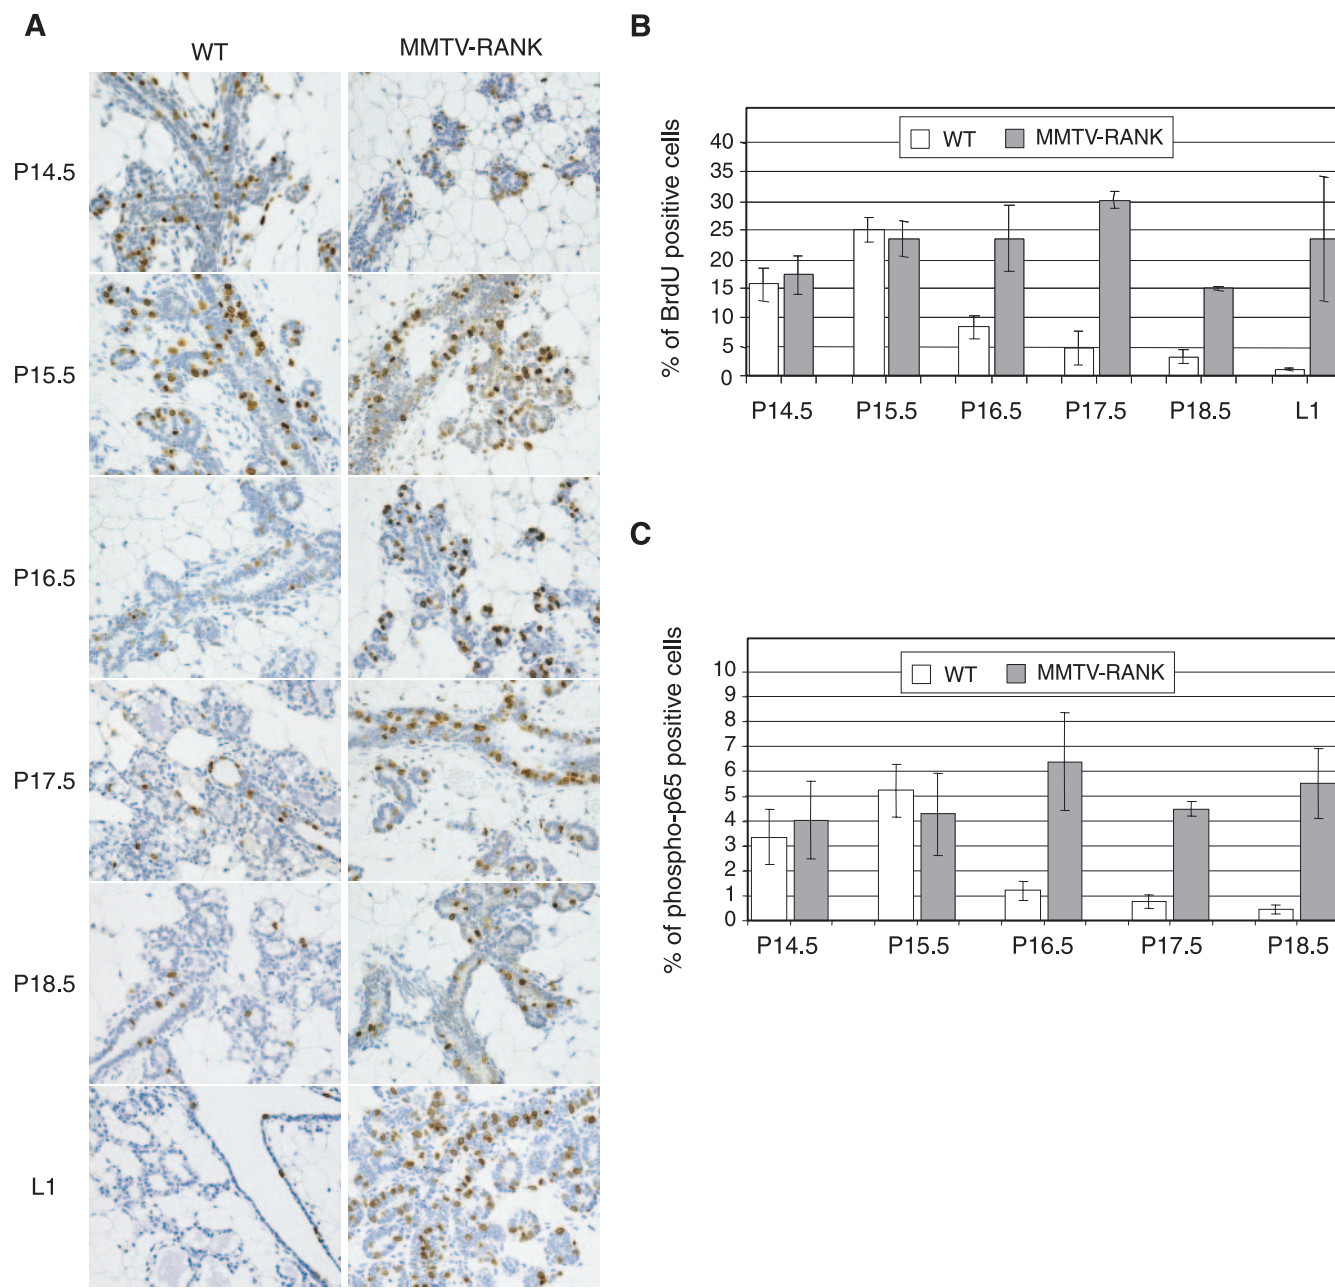 A
WT
MMTV-RANK
P14.5
P15.5
P16.5
P17.5
P18.5
L1
B
% of BrdU positive cells
40
35
30
25
20
15
10
5
0
WT
MMTV-RANK
P14.5
P15.5
P16.5
P17.5
P18.5
L1
C
% of phospho-p65 positive cells
10
9
8
7
6
5
4
3
2
1
0
WT
MMTV-RANK
P14.5
P15.5
P16.5
P17.5
P18.5